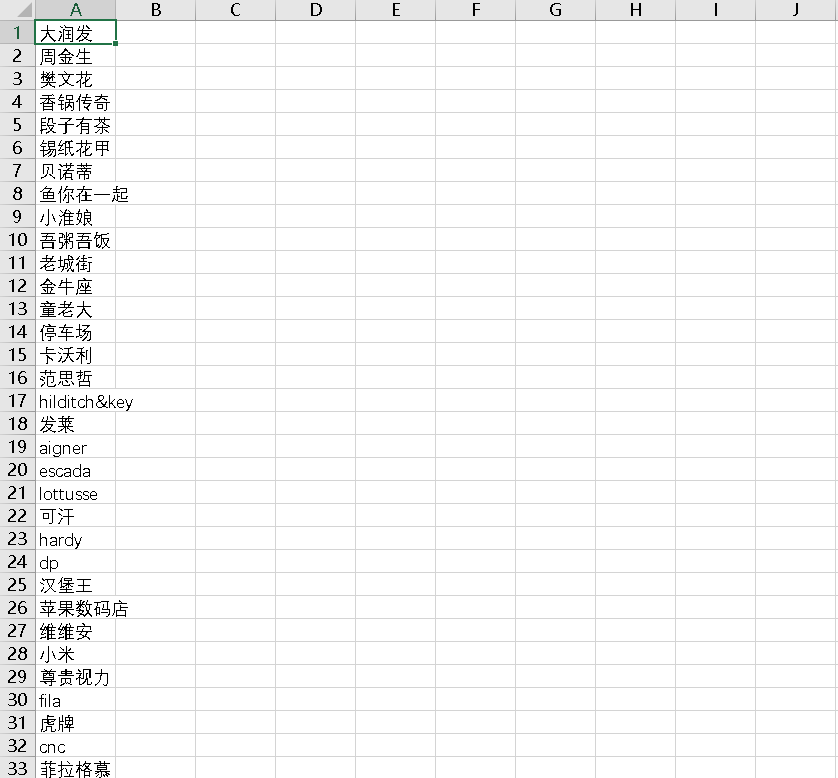 A B C D E F G H I J
1 大润发
2 周金生
3 樊文花
4 香锅传奇
5 段子有茶
6 锡纸花甲
7 贝诺蒂
8 鱼你在一起
9 小淮娘
10 吾粥吾饭
11 老城街
12 金牛座
13 童老大
14 停车场
15 卡沃利
16 范思哲
17 hilditch&key
18 发莱
19 aigner
20 escada
21 lottusse
22 可汗
23 hardy
24 dp
25 汉堡王
26 苹果数码店
27 维维安
28 小米
29 尊贵视力
30 fila
31 虎牌
32 cnc
33 菲拉格慕